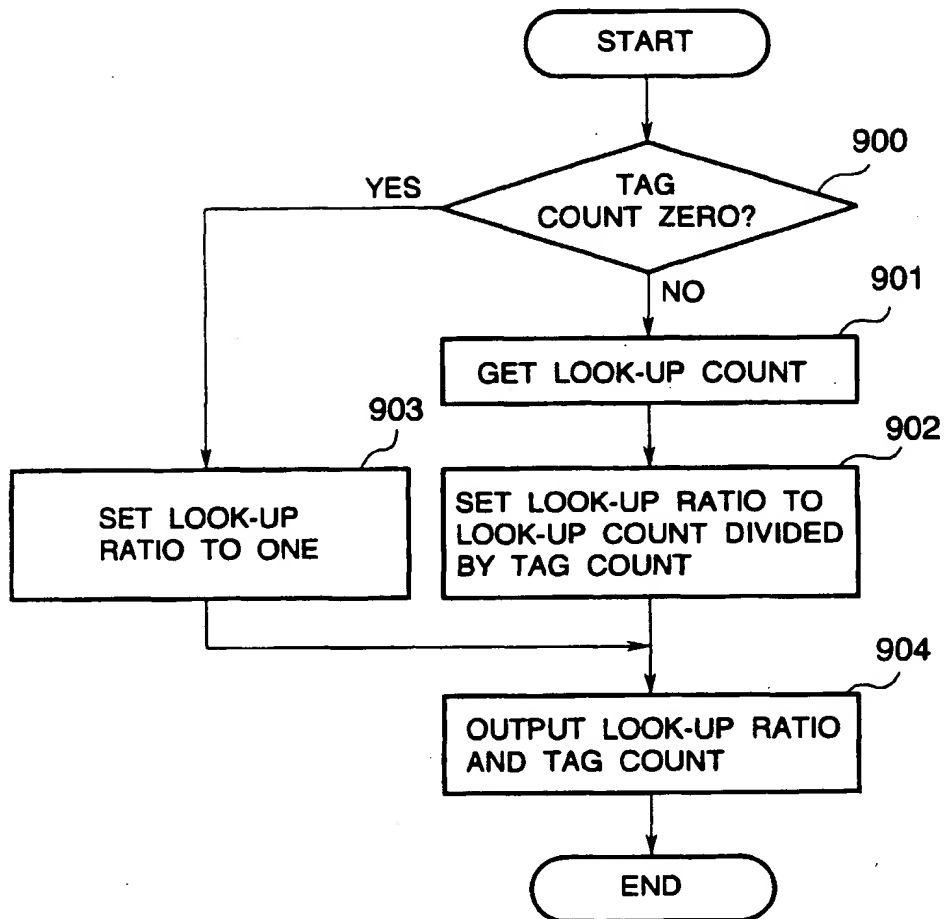 START
900
TAG
COUNT ZERO?
YES
NO
901
GET LOOK-UP COUNT
903
SET LOOK-UP
RATIO TO ONE
902
SET LOOK-UP RATIO TO
LOOK-UP COUNT DIVIDED
BY TAG COUNT
904
OUTPUT LOOK-UP RATIO
AND TAG COUNT
END